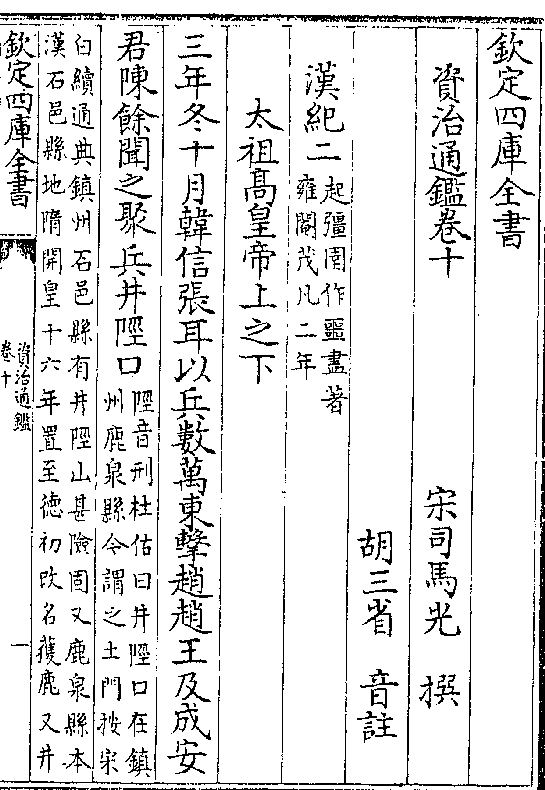 欽定四庫全書
資治通鑑卷十
宋司馬光 撰
胡三省 音註
漢紀二
起彊圉作噩盡著
雍閹茂凡二年
太祖髙皇帝上之下
三年冬十月韓信張耳以兵數萬東擊趙趙王及成安
君陳餘聞之聚兵井陘口
陘音刑杜佑曰井陘口在鎮
州鹿泉縣今謂之土門按宋
白續通典鎮州石邑縣有井陘山甚險固又鹿泉縣本
漢石邑縣地隋開皇十六年置至德初改名獲鹿又井
欽定四庫全書
資治通鑑
卷十
一